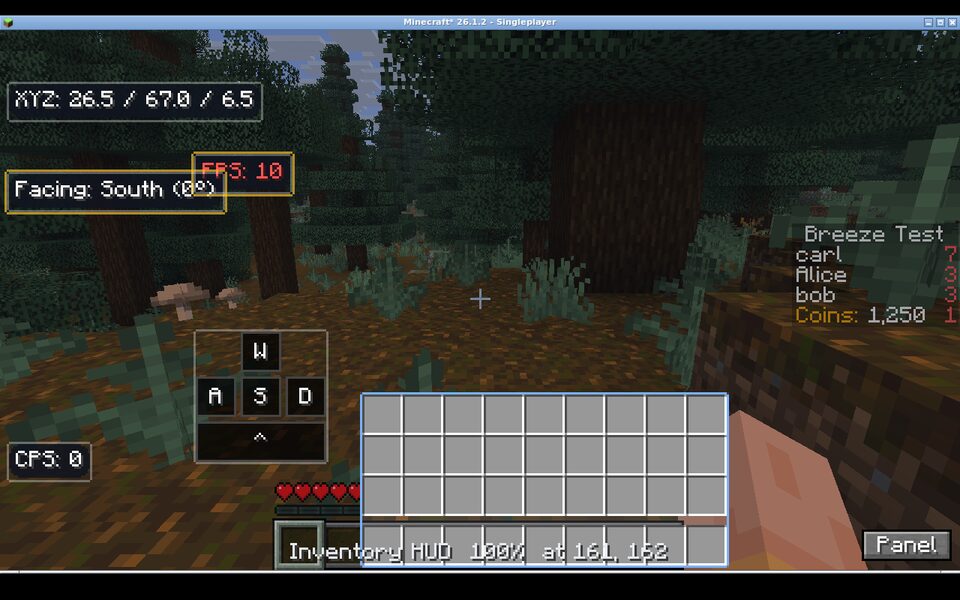 Minecraft* 26.1.2 - Singleplayer
XYZ: 26.5 / 67.0 / 6.5
FPS: 10
Facing: South (0°)
Breeze Test
carl 7
Alice 3
bob 3
Coins: 1,250 1
W
A S D
^
CPS: 0
Inventory HUD 100% at 161, 162
Panel